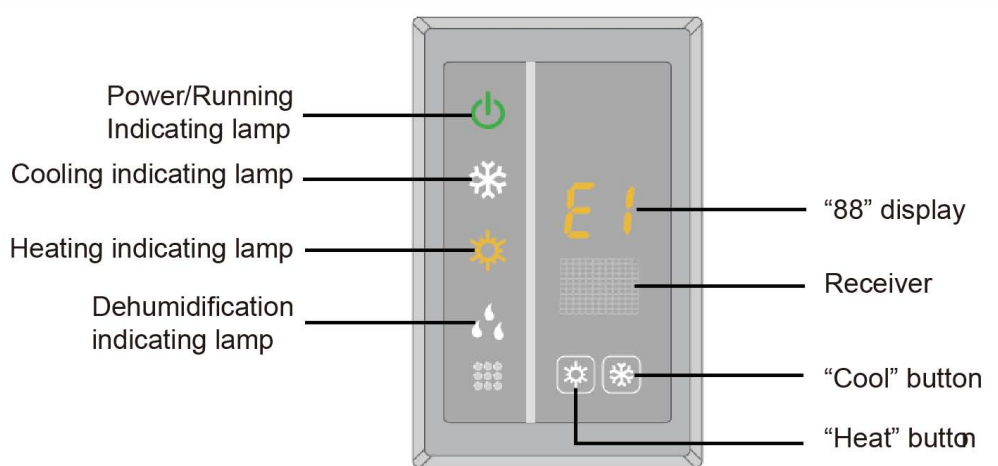 Power/Running
Indicating lamp
Cooling indicating lamp
Heating indicating lamp
Dehumidification
indicating lamp
E1
“88” display
Receiver
“Cool” button
“Heat” button